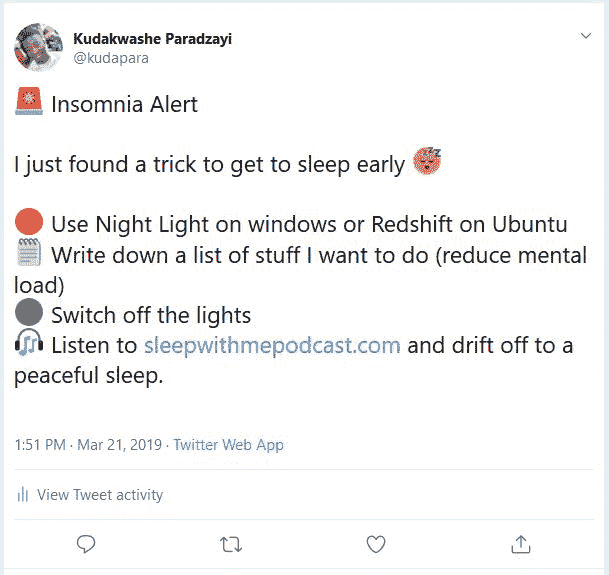 Kudakwashe Paradzayi
@kudapara
🚨 Insomnia Alert
I just found a trick to get to sleep early 😴
🔴 Use Night Light on windows or Redshift on Ubuntu
🗒️ Write down a list of stuff I want to do (reduce mental
load)
⚫ Switch off the lights
🎧 Listen to sleepwithmepodcast.com and drift off to a
peaceful sleep.
1:51 PM · Mar 21, 2019 · Twitter Web App
View Tweet activity